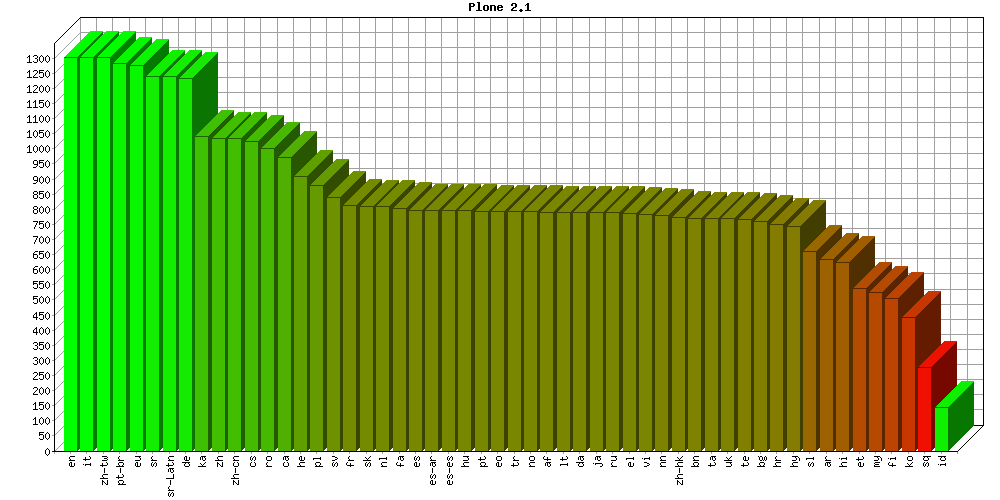 Plone 2.1
1300
1250
1200
1150
1100
1050
1000
950
900
850
800
750
700
650
600
550
500
450
400
350
300
250
200
150
100
50
0
en
it
zh-tw
pt-br
eu
sr
sr-Latn
de
ka
zh
zh-cn
cs
ro
ca
he
pl
sv
fr
sk
nl
fa
es
es-ar
es-es
hu
pt
eo
tr
no
af
lt
da
ja
ru
el
vi
nn
zh-hk
bn
ta
uk
te
bg
hr
hy
sl
ar
hi
et
my
fi
ko
sq
id